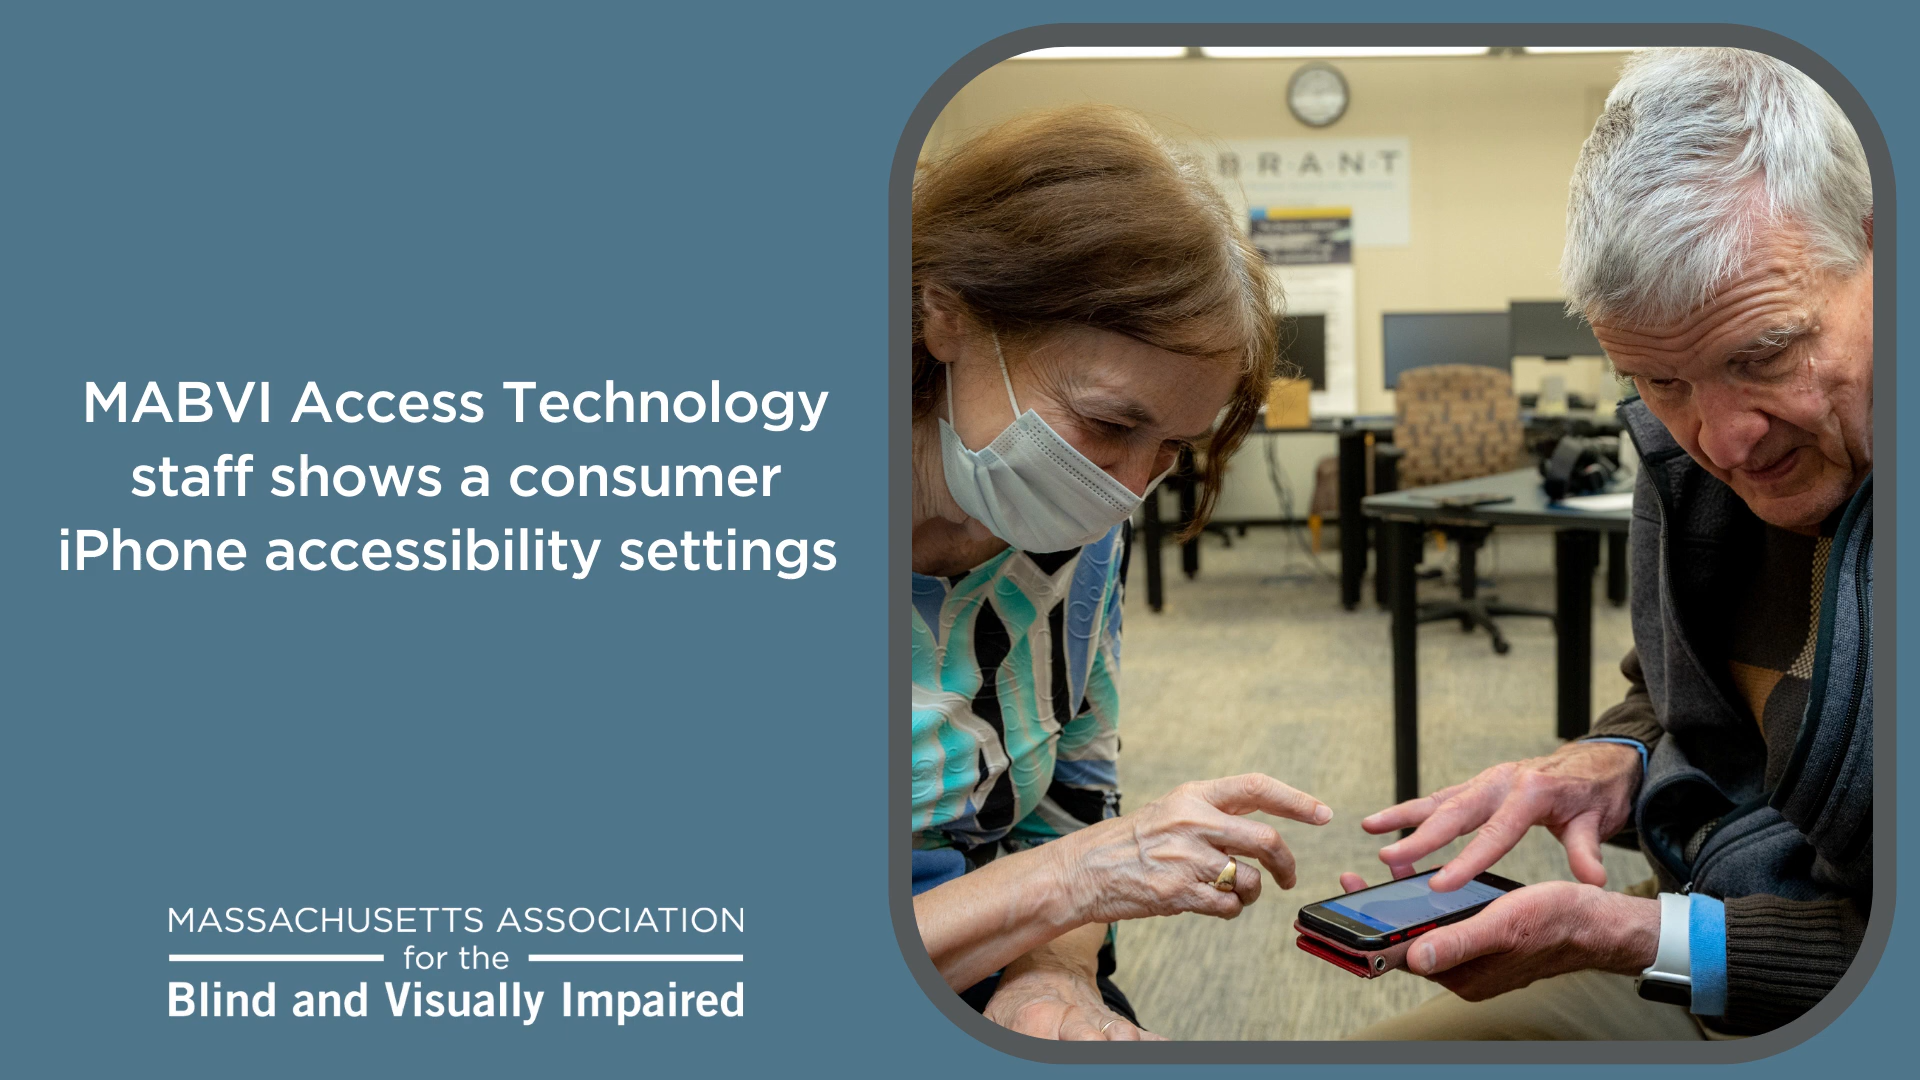 MABVI Access Technology
staff shows a consumer
iPhone accessibility settings
MASSACHUSETTS ASSOCIATION
for the
Blind and Visually Impaired
B·R·A·N·T